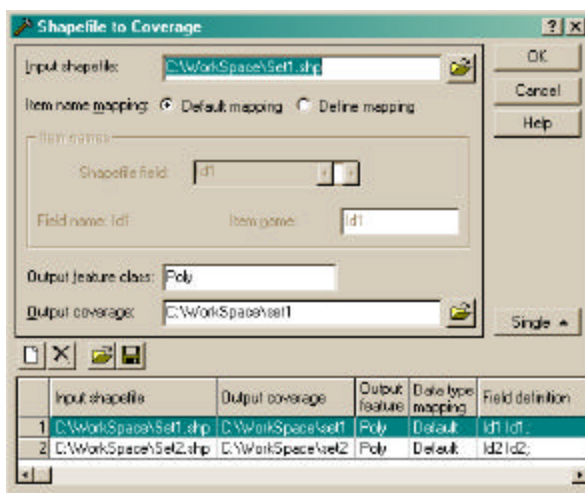 Shapefile to Coverage
Input shapefile: C:\WorkSpace\Set1.shp
OK
Cancel
Help
Item name mapping: Default mapping Define mapping
Item names
Shapefile field: Id1
Field name: Id1 Item name: Id1
Output feature class: Poly
Output coverage: C:\WorkSpace\set1
Single
Input shapefile Output coverage Output feature Data type mapping Field definition
1 C:\WorkSpace\Set1.shp C:\WorkSpace\set1 Poly Default Id1 Id1;
2 C:\WorkSpace\Set2.shp C:\WorkSpace\set2 Poly Default Id2 Id2;